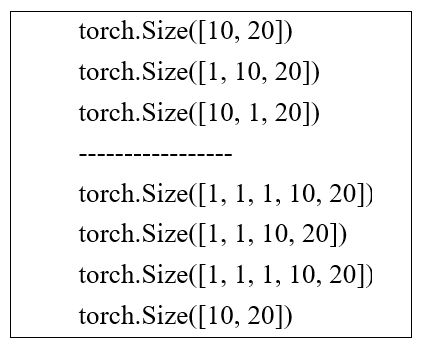 torch.Size([10, 20])
torch.Size([1, 10, 20])
torch.Size([10, 1, 20])
-----------------
torch.Size([1, 1, 1, 10, 20])
torch.Size([1, 1, 10, 20])
torch.Size([1, 1, 1, 10, 20])
torch.Size([10, 20])